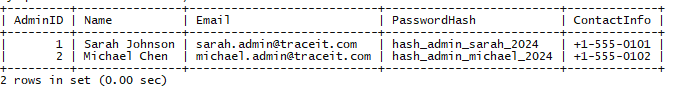 +---------+---------------+---------------------------+-------------------------+--------------+
| AdminID | Name          | Email                     | PasswordHash            | ContactInfo  |
+---------+---------------+---------------------------+-------------------------+--------------+
|       1 | Sarah Johnson | sarah.admin@traceit.com   | hash_admin_sarah_2024   | +1-555-0101  |
|       2 | Michael Chen  | michael.admin@traceit.com | hash_admin_michael_2024 | +1-555-0102  |
+---------+---------------+---------------------------+-------------------------+--------------+
2 rows in set (0.00 sec)